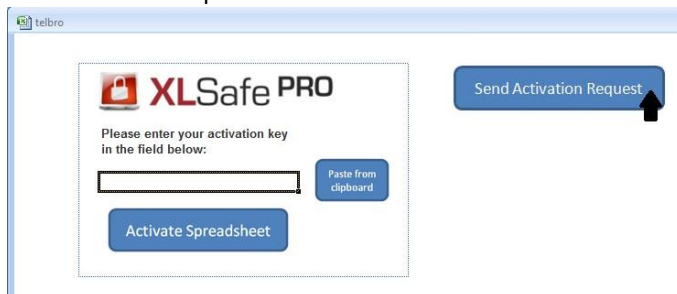 telbro
XLSafe PRO
Send Activation Request
Please enter your activation key
in the field below:
Paste from
clipboard
Activate Spreadsheet